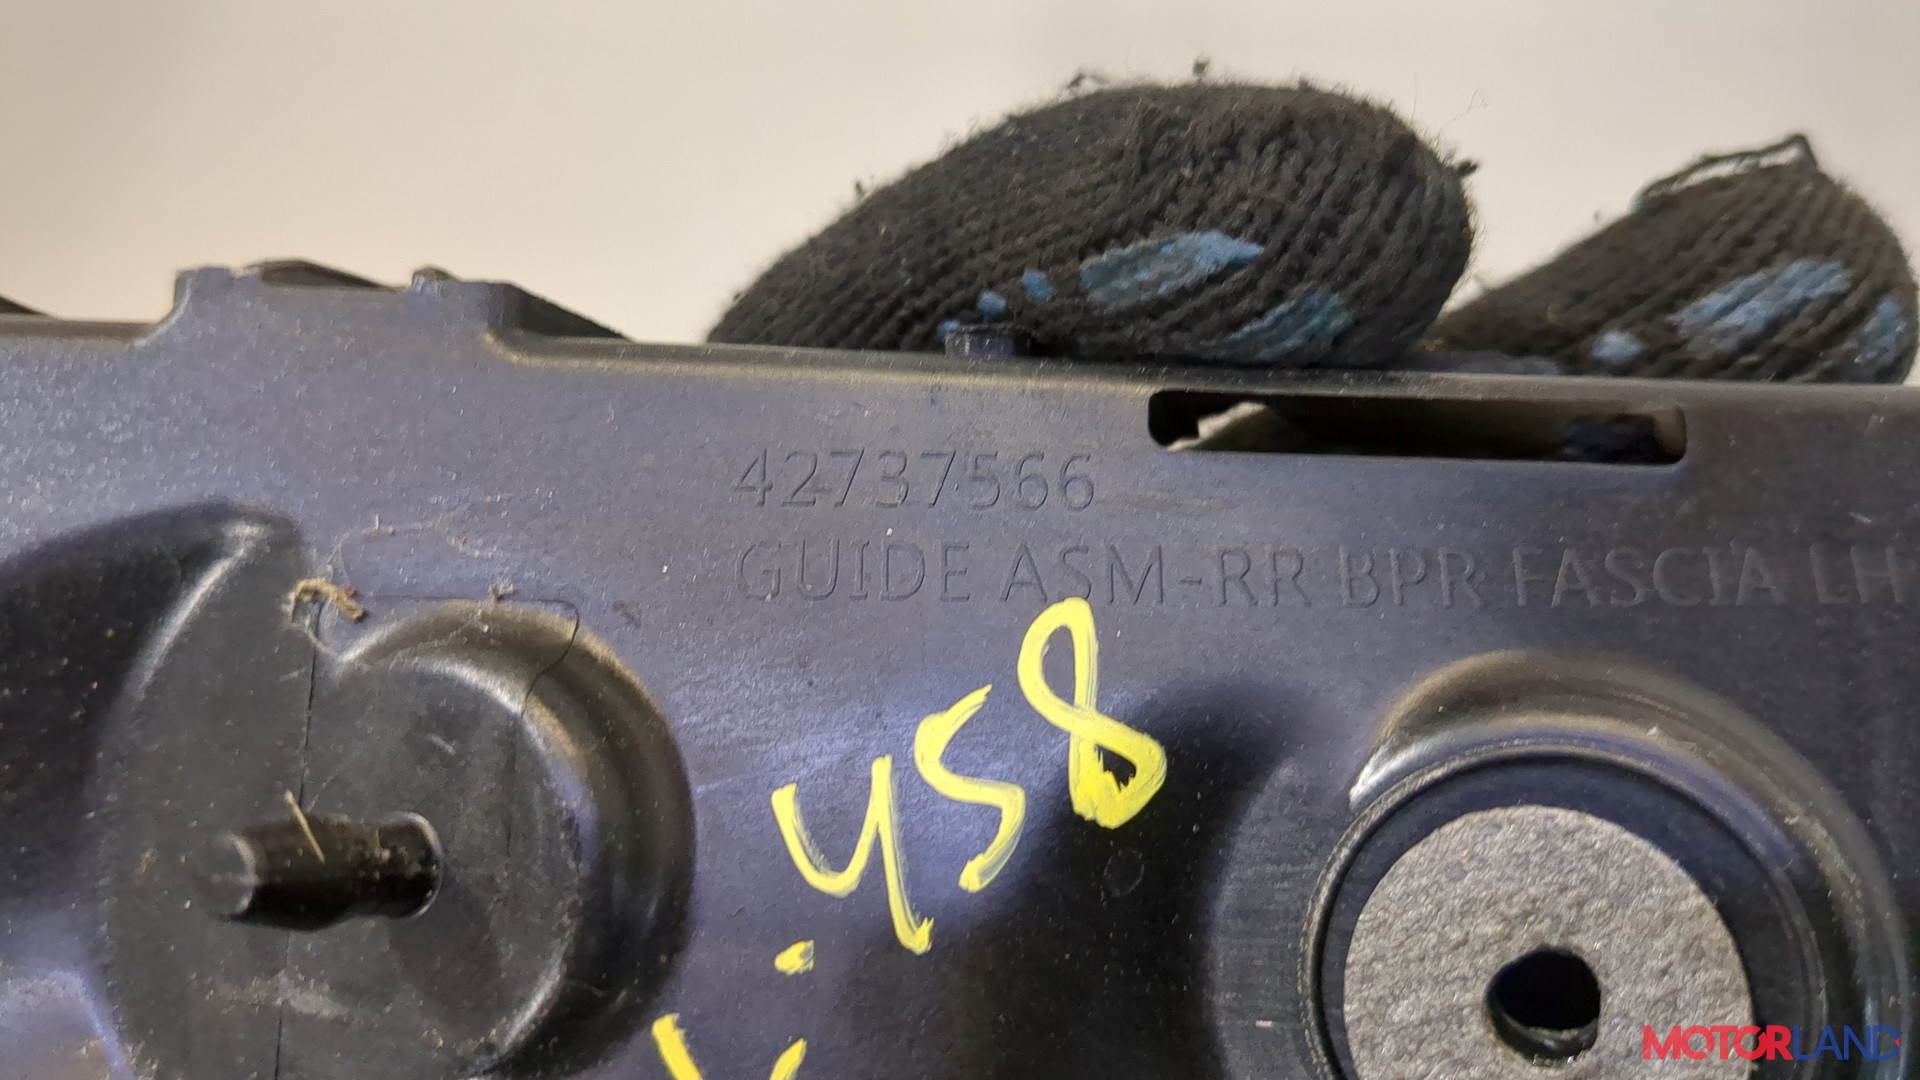 42737566
GUIDE ASM-RR BPR FASCIA LH
458
MOTORLAND